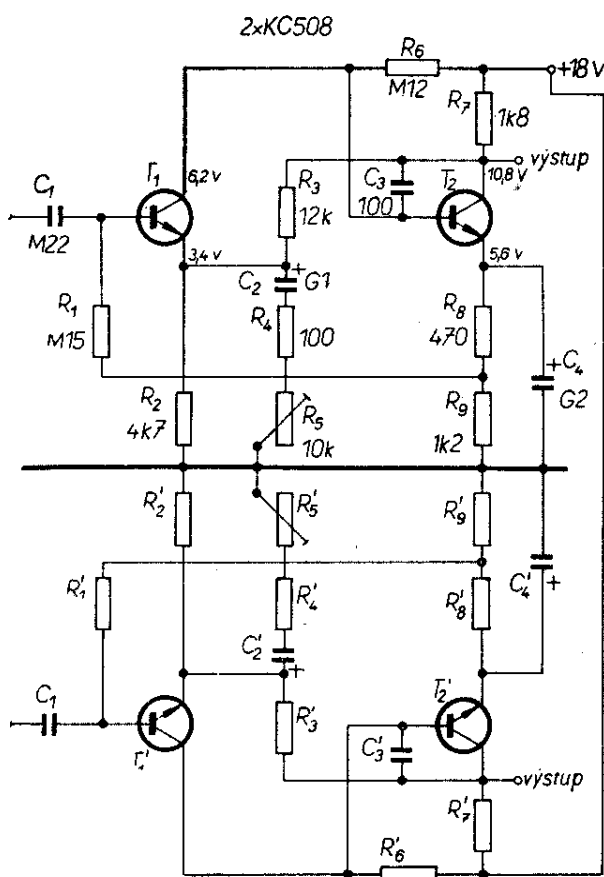 2xKC508
R6
M12
+18 V
R7
1k8
výstup
T1
6,2 V
C1
M22
3,4 V
R3
12k
C3
100
10,8 V
T2
5,6 V
C2
+
G1
R1
M15
R4
100
R8
470
+
C4
G2
R2
4k7
R5
10k
R9
1k2
R'2
R'5
R'9
R'1
R'4
R'8
C'4
+
C'2
+
C1
T'1
R'3
T2'
C'3
výstup
R'7
R'6